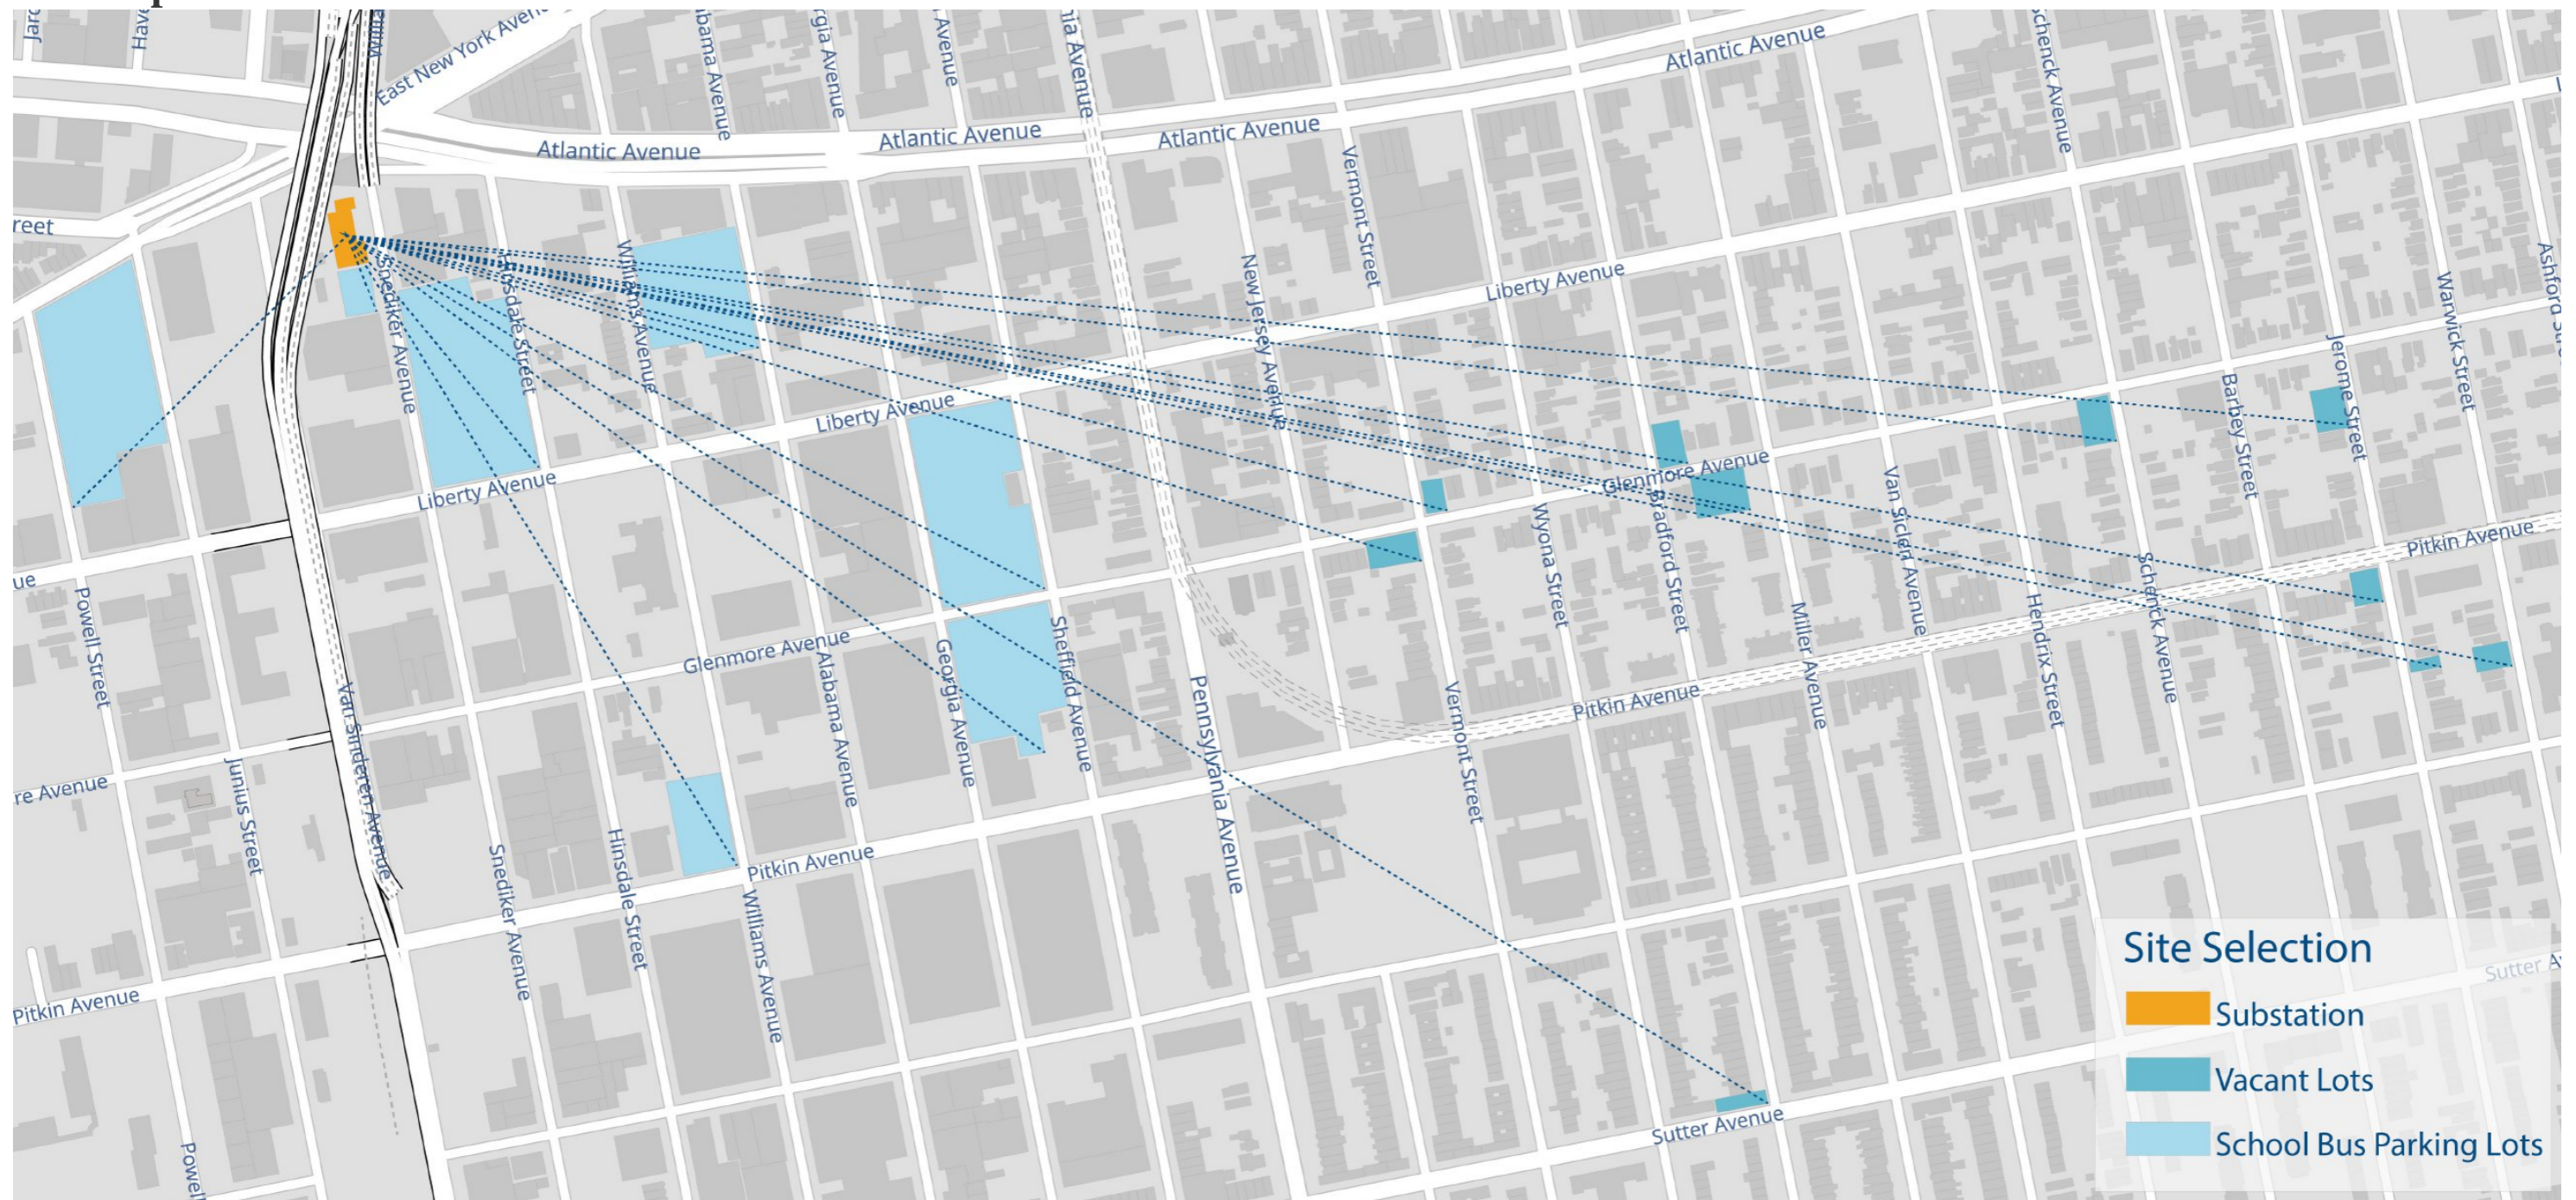 East New York Avenue
Atlantic Avenue
Atlantic Avenue
Atlantic Avenue
Atlantic Avenue
Schenck Avenue
Vermont Street
New Jersey Avenue
Liberty Avenue
Snediker Avenue
Hinsdale Street
Williams Avenue
Liberty Avenue
Liberty Avenue
Glenmore Avenue
Barbey Street
Jerome Street
Warwick Street
Wyona Street
Bradford Street
Van Siclen Avenue
Pitkin Avenue
Powell Street
Glenmore Avenue
Alabama Avenue
Georgia Avenue
Sheffield Avenue
Pennsylvania Avenue
Vermont Street
Pitkin Avenue
Miller Avenue
Hendrix Street
Schenck Avenue
Van Sinderen Avenue
Junius Street
re Avenue
Pitkin Avenue
Snediker Avenue
Hinsdale Street
Williams Avenue
Pitkin Avenue
Powell
Sutter Avenue
Sutter A
Site Selection
Substation
Vacant Lots
School Bus Parking Lots